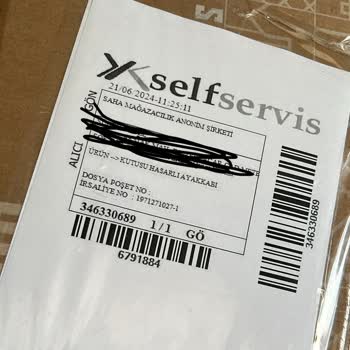 YK selfservis
21/06/2024-11:25:11
GÖN
SAHA MAĞAZACILIK ANONİM ŞİRKETİ
ALICI
ÜRÜN --> KUTUSU HASARLI AYAKKABI
DOSYA POŞET NO :
İRSALİYE NO : 1971271027-1
346330689 1 / 1 GÖ
6791884
346330689